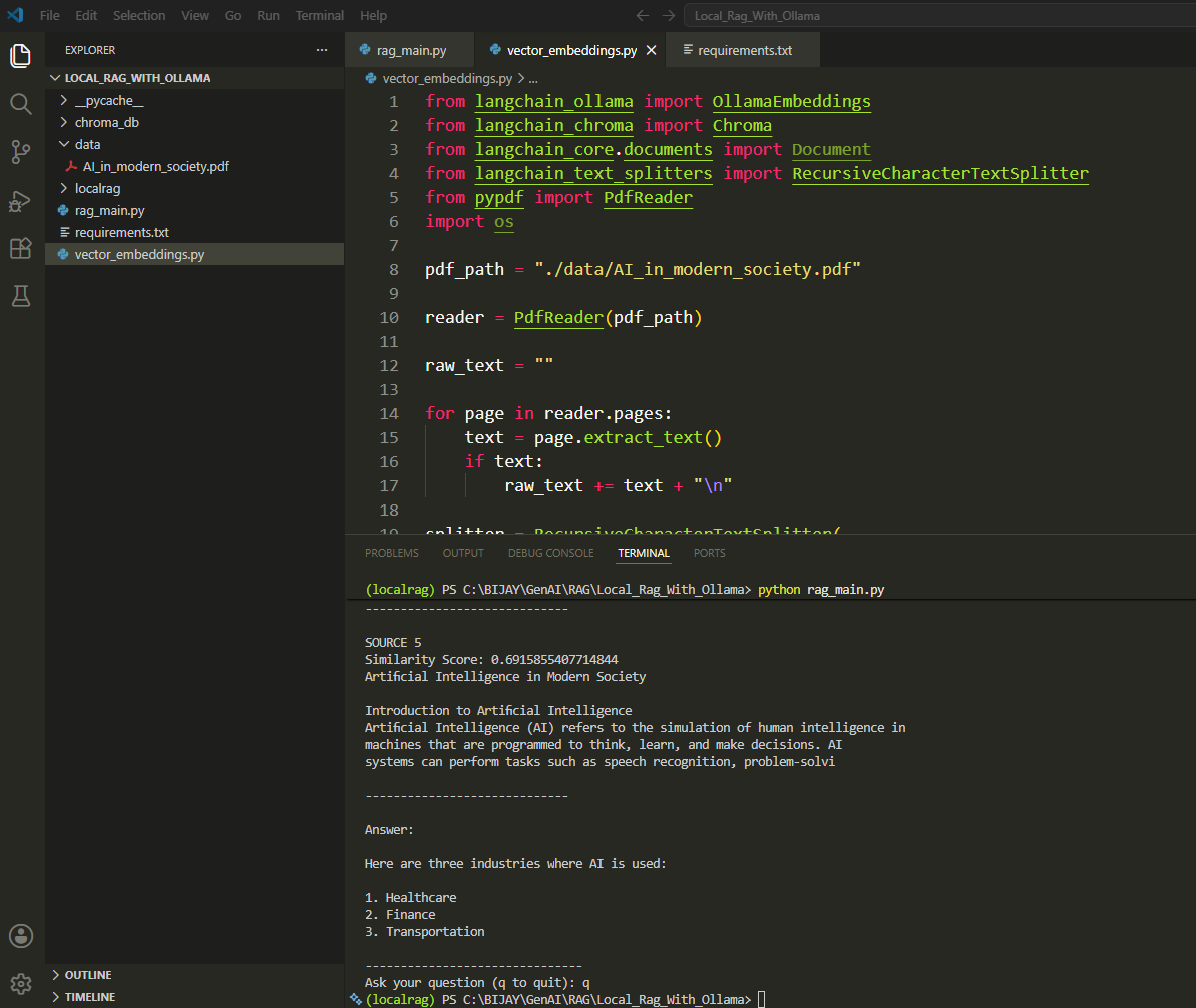 File Edit Selection View Go Run Terminal Help
Local_Rag_With_Ollama
EXPLORER
LOCAL_RAG_WITH_OLLAMA
__pycache__
chroma_db
data
AI_in_modern_society.pdf
localrag
rag_main.py
requirements.txt
vector_embeddings.py
OUTLINE
TIMELINE
rag_main.py vector_embeddings.py requirements.txt
vector_embeddings.py > ...
1 from langchain_ollama import OllamaEmbeddings
2 from langchain_chroma import Chroma
3 from langchain_core.documents import Document
4 from langchain_text_splitters import RecursiveCharacterTextSplitter
5 from pypdf import PdfReader
6 import os
7
8 pdf_path = "./data/AI_in_modern_society.pdf"
9
10 reader = PdfReader(pdf_path)
11
12 raw_text = ""
13
14 for page in reader.pages:
15 text = page.extract_text()
16 if text:
17 raw_text += text + "\n"
18
19 splitter = RecursiveCharacterTextSplitter(
PROBLEMS OUTPUT DEBUG CONSOLE TERMINAL PORTS
(localrag) PS C:\BIJAY\GenAI\RAG\Local_Rag_With_Ollama> python rag_main.py
-----------------------------
SOURCE 5
Similarity Score: 0.6915855407714844
Artificial Intelligence in Modern Society
Introduction to Artificial Intelligence
Artificial Intelligence (AI) refers to the simulation of human intelligence in
machines that are programmed to think, learn, and make decisions. AI
systems can perform tasks such as speech recognition, problem-solvi
-----------------------------
Answer:
Here are three industries where AI is used:
1. Healthcare
2. Finance
3. Transportation
-------------------------------
Ask your question (q to quit): q
(localrag) PS C:\BIJAY\GenAI\RAG\Local_Rag_With_Ollama>